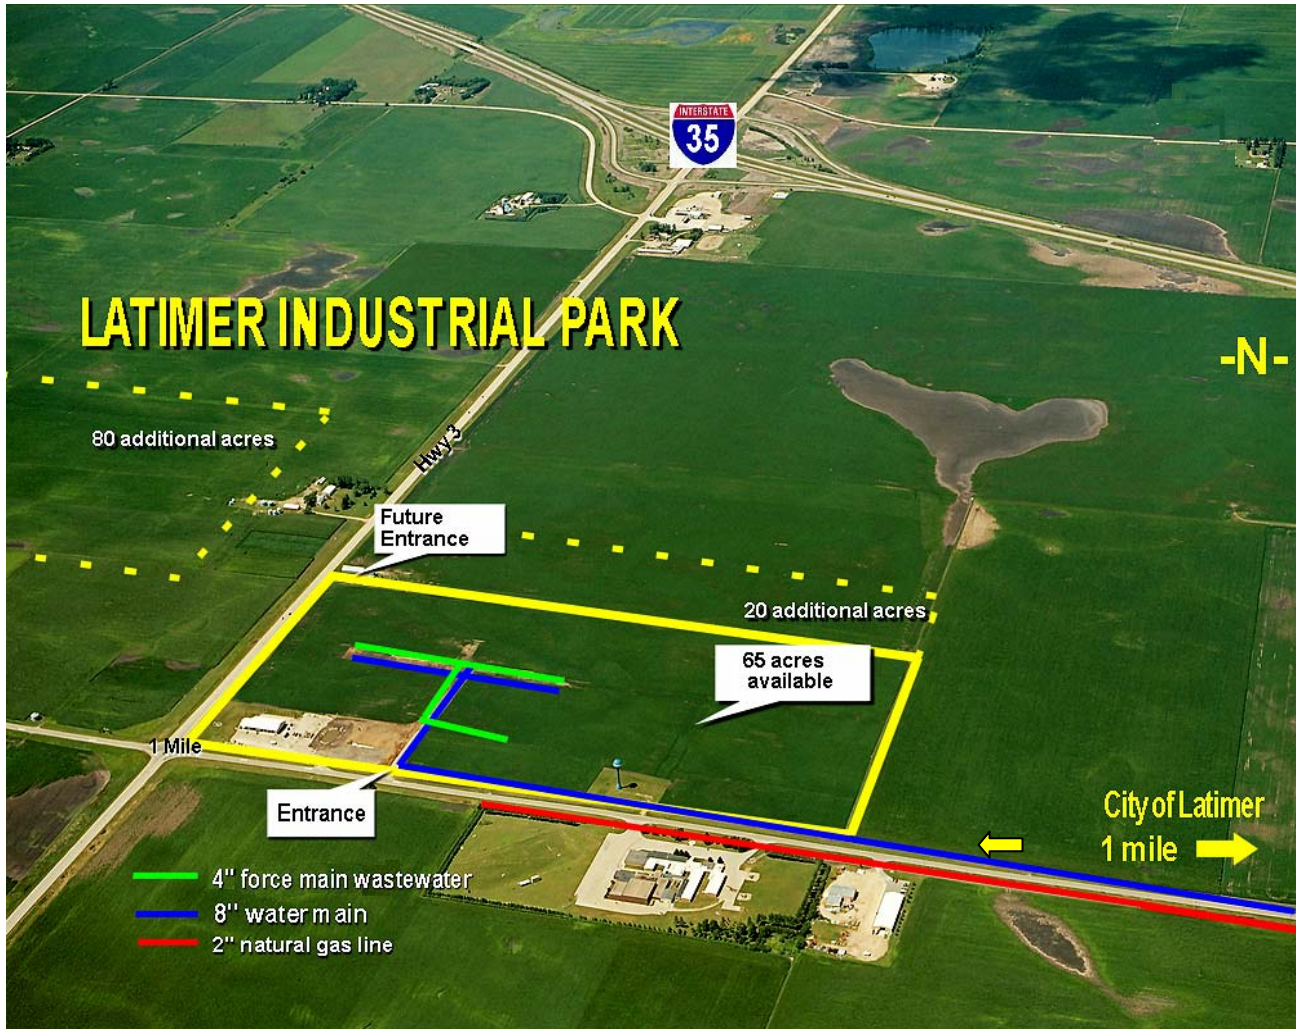 INTERSTATE
35
LATIMER INDUSTRIAL PARK
-N-
80 additional acres
Hwy 3
Future
Entrance
20 additional acres
65 acres
available
1 Mile
Entrance
City of Latimer
1 mile
4" force main wastewater
8" water main
2" natural gas line